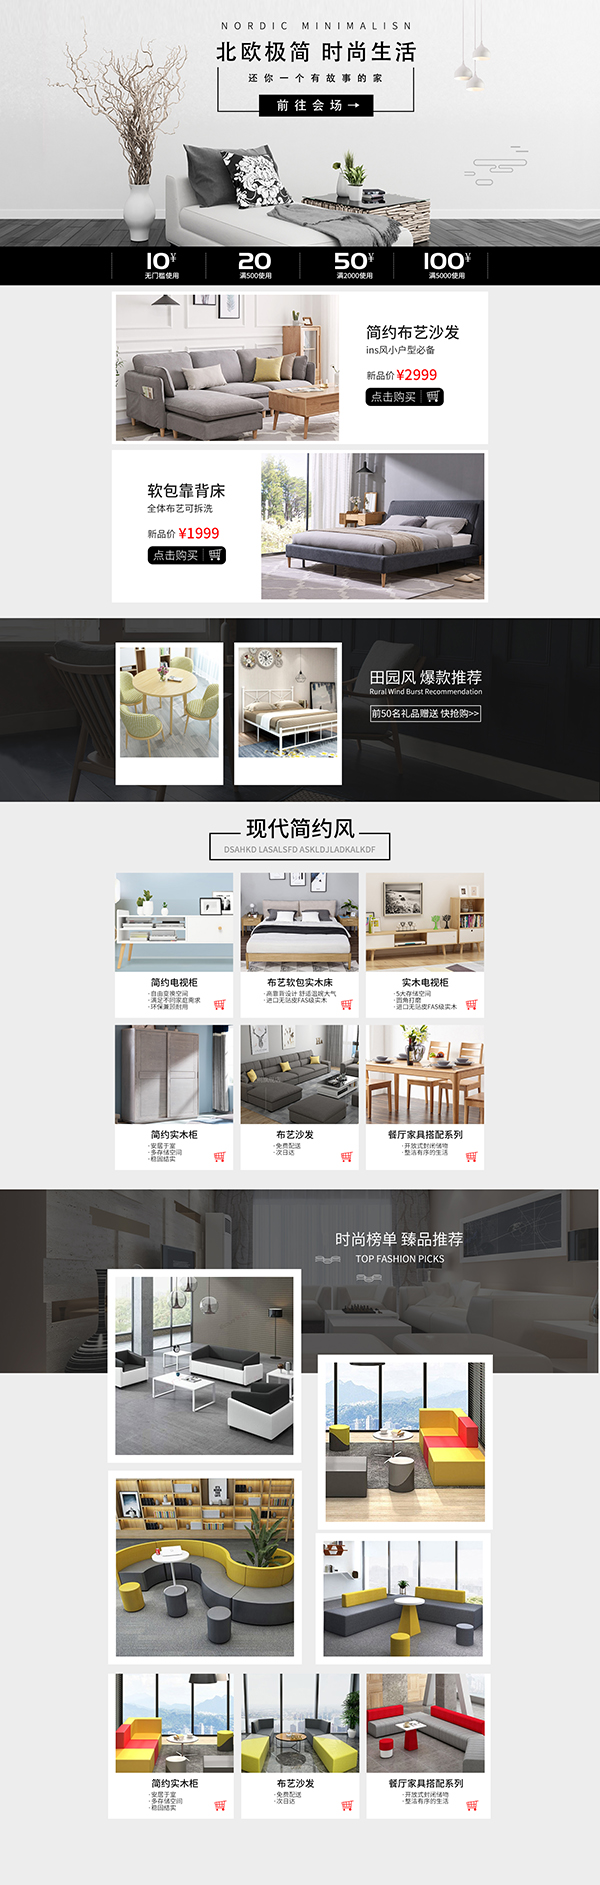 NORDIC MINIMALISN
北欧极简 时尚生活
还你一个有故事的家
前往会场→
10¥
无门槛使用
20
满500使用
50¥
满2000使用
100¥
满5000使用
简约布艺沙发
ins风小户型必备
新品价 ¥2999
点击购买
软包靠背床
全体布艺可拆洗
新品价 ¥1999
点击购买
田园风 爆款推荐
Rural Wind Burst Recommendation
前50名礼品赠送 快抢购>>
现代简约风
DSAHKD LASALSFD ASKLDJLADKALKDF
简约电视柜
·自由变换空间
·满足不同家庭需求
·环保兼顾耐用
布艺软包实木床
·高靠背设计 舒适温暖大气
·进口无贴皮FAS级实木
实木电视柜
·5大存储空间
·圆角打磨
·进口无贴皮FAS级实木
简约实木柜
·安居于室
·多存储空间
·稳固结实
布艺沙发
·免费配送
·次日达
餐厅家具搭配系列
·开放式封闭储物
·整洁有序的生活
时尚榜单 臻品推荐
TOP FASHION PICKS
简约实木柜
·安居于室
·多存储空间
·稳固结实
布艺沙发
·免费配送
·次日达
餐厅家具搭配系列
·开放式封闭储物
·整洁有序的生活